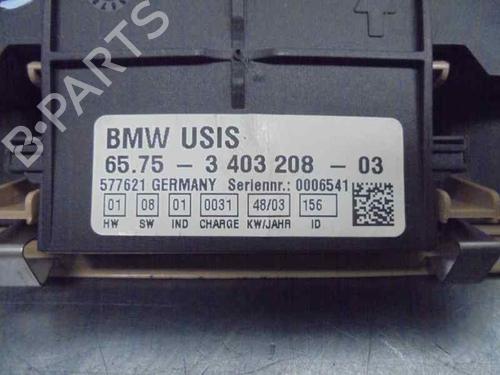 BMW USIS
65.75 - 3 403 208 - 03
577621 GERMANY Seriennr.: 0006541
01 08 01 0031 48/03 156
HW SW IND CHARGE KW/JAHR ID
B-PARTS